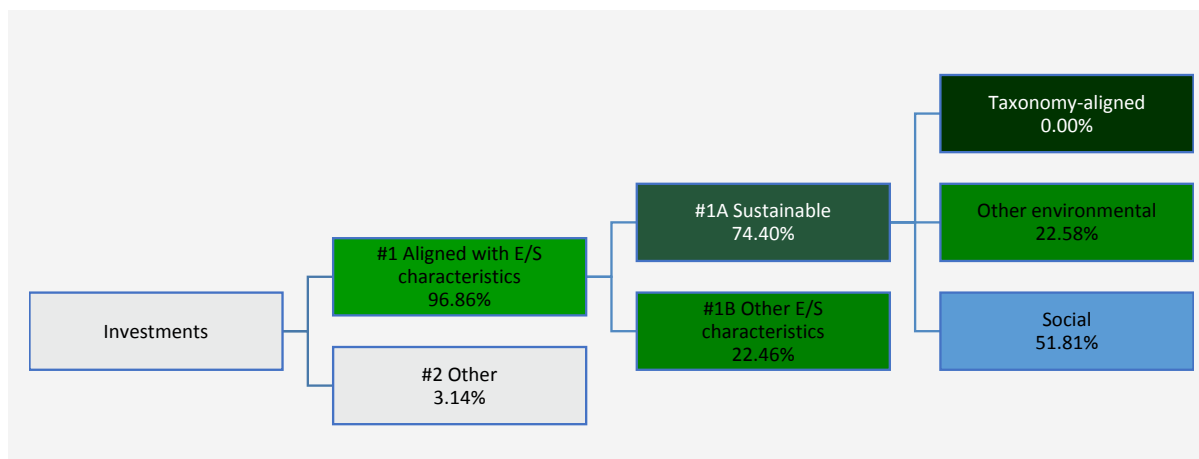 Investments
#1 Aligned with E/S
characteristics
96.86%
#2 Other
3.14%
#1A Sustainable
74.40%
#1B Other E/S
characteristics
22.46%
Taxonomy-aligned
0.00%
Other environmental
22.58%
Social
51.81%